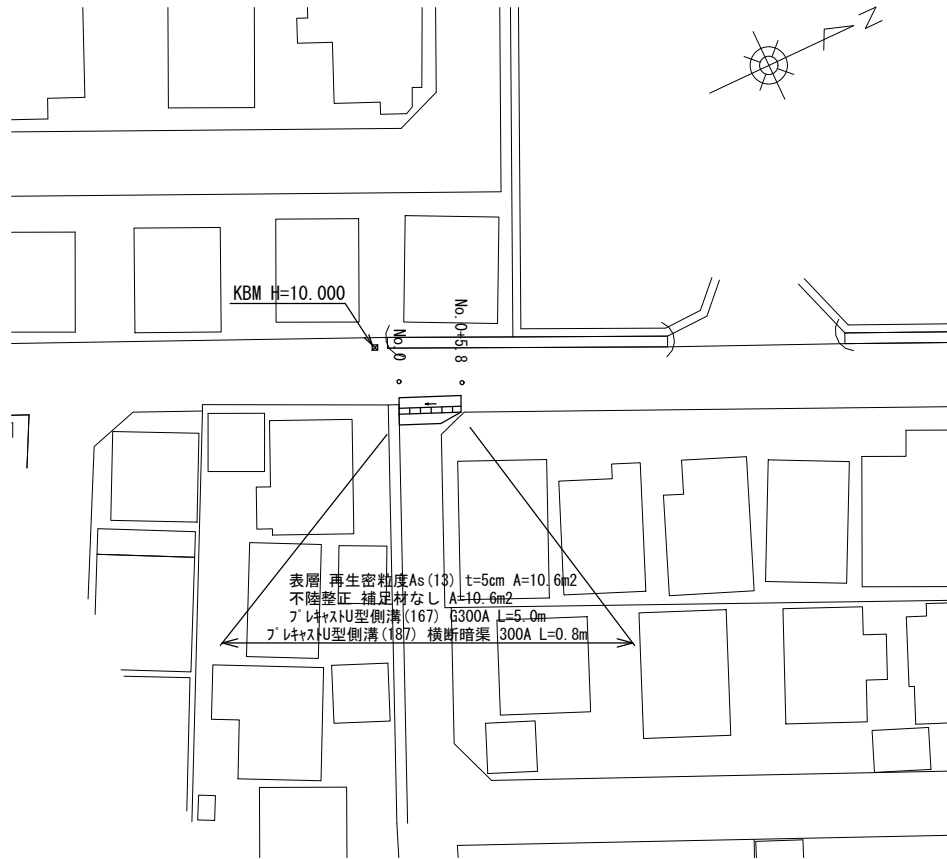 N
KBM H=10.000
No.0
No.0+5.8
表層 再生密粒度As(13) t=5cm A=10.6m2
不陸整正 補足材なし A=10.6m2
プレキャストU型側溝(167) G300A L=5.0m
プレキャストU型側溝(187) 横断暗渠 300A L=0.8m